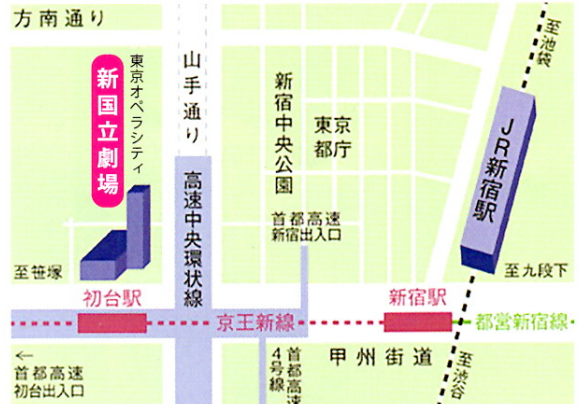 方南通り
至池袋
山手通り
東京オペラシティ
新国立劇場
新宿中央公園
東京
都庁
JR新宿駅
高速中央環状線
首都高速
新宿出入口
至笹塚
至九段下
初台駅
新宿駅
京王新線
都営新宿線
←
首都高速
初台出入口
首都高速
4号線
甲州街道
至渋谷